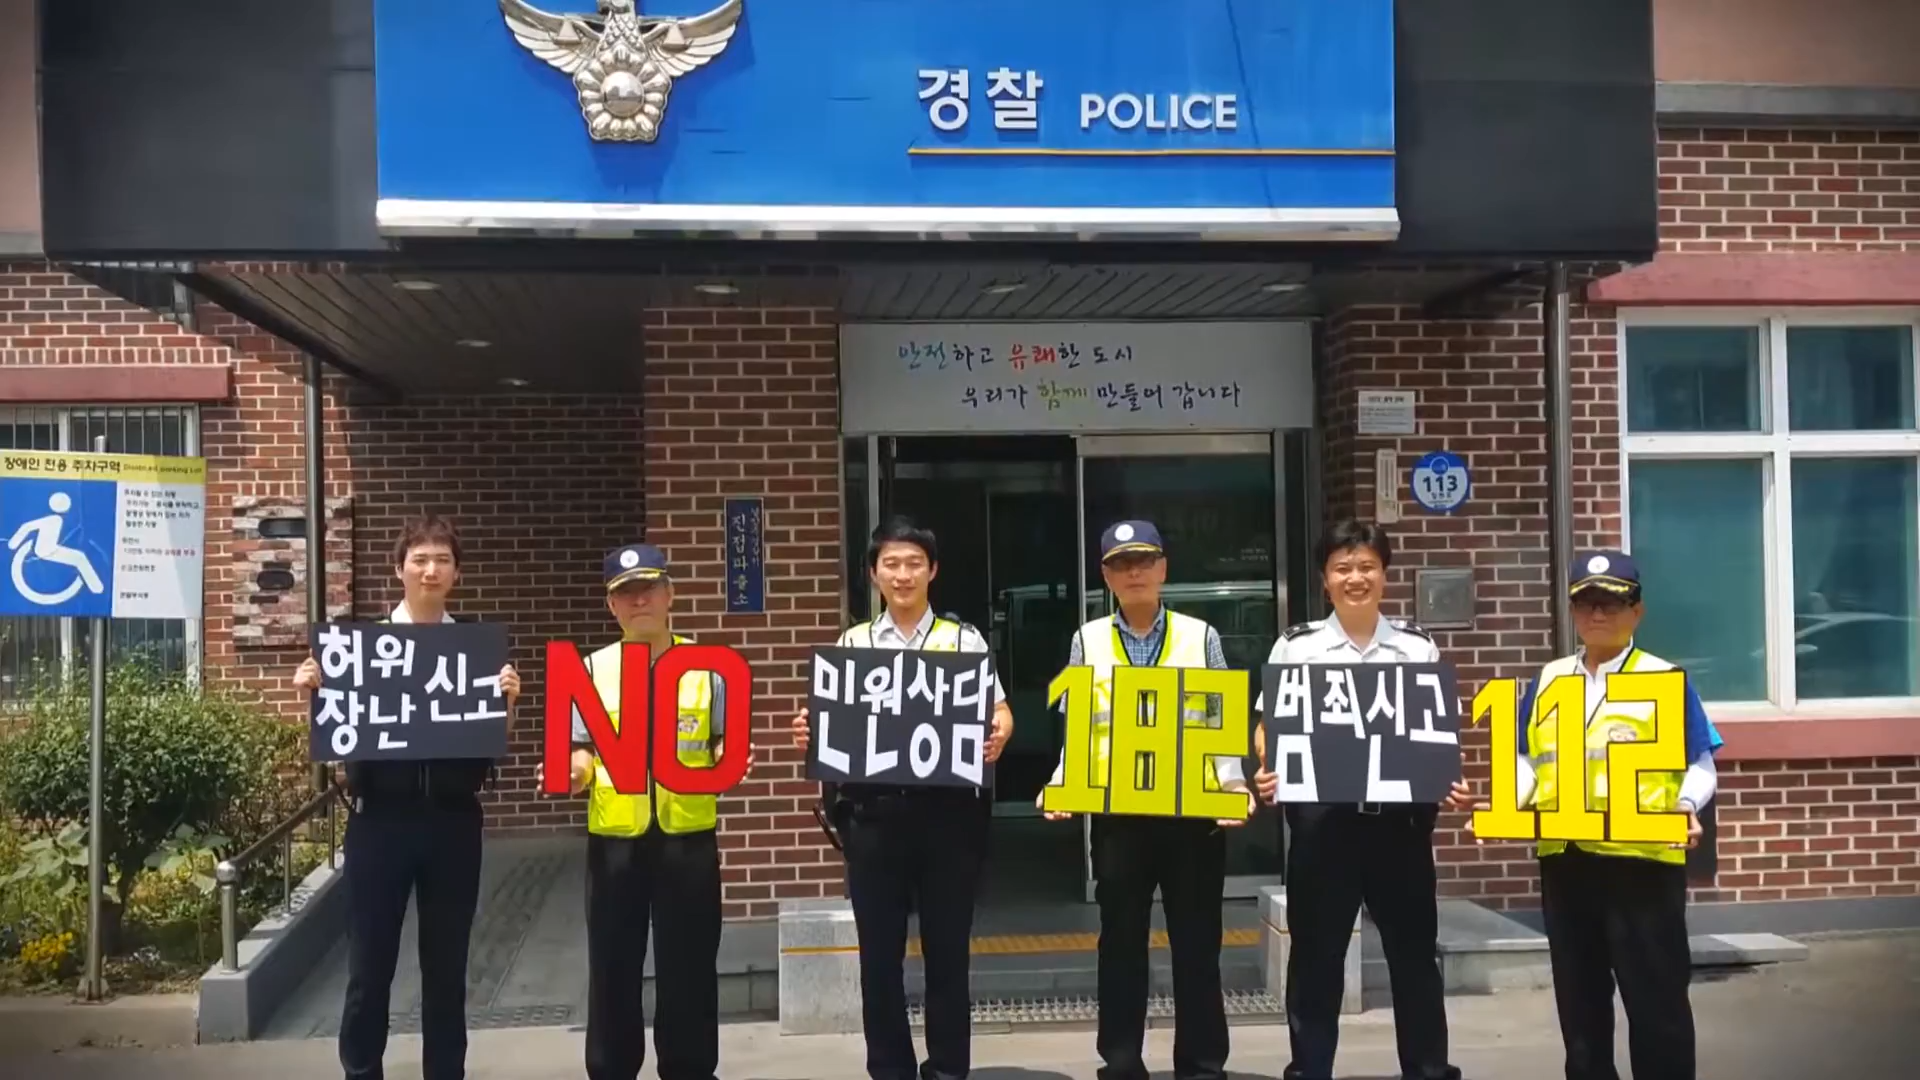 경찰 POLICE
안전하고 유쾌한 도시
우리가 함께 만들어 갑니다
장애인 전용 주차구역
113
진접파출소
허위
장난 신고
NO
민원상담
182
범죄신고
112